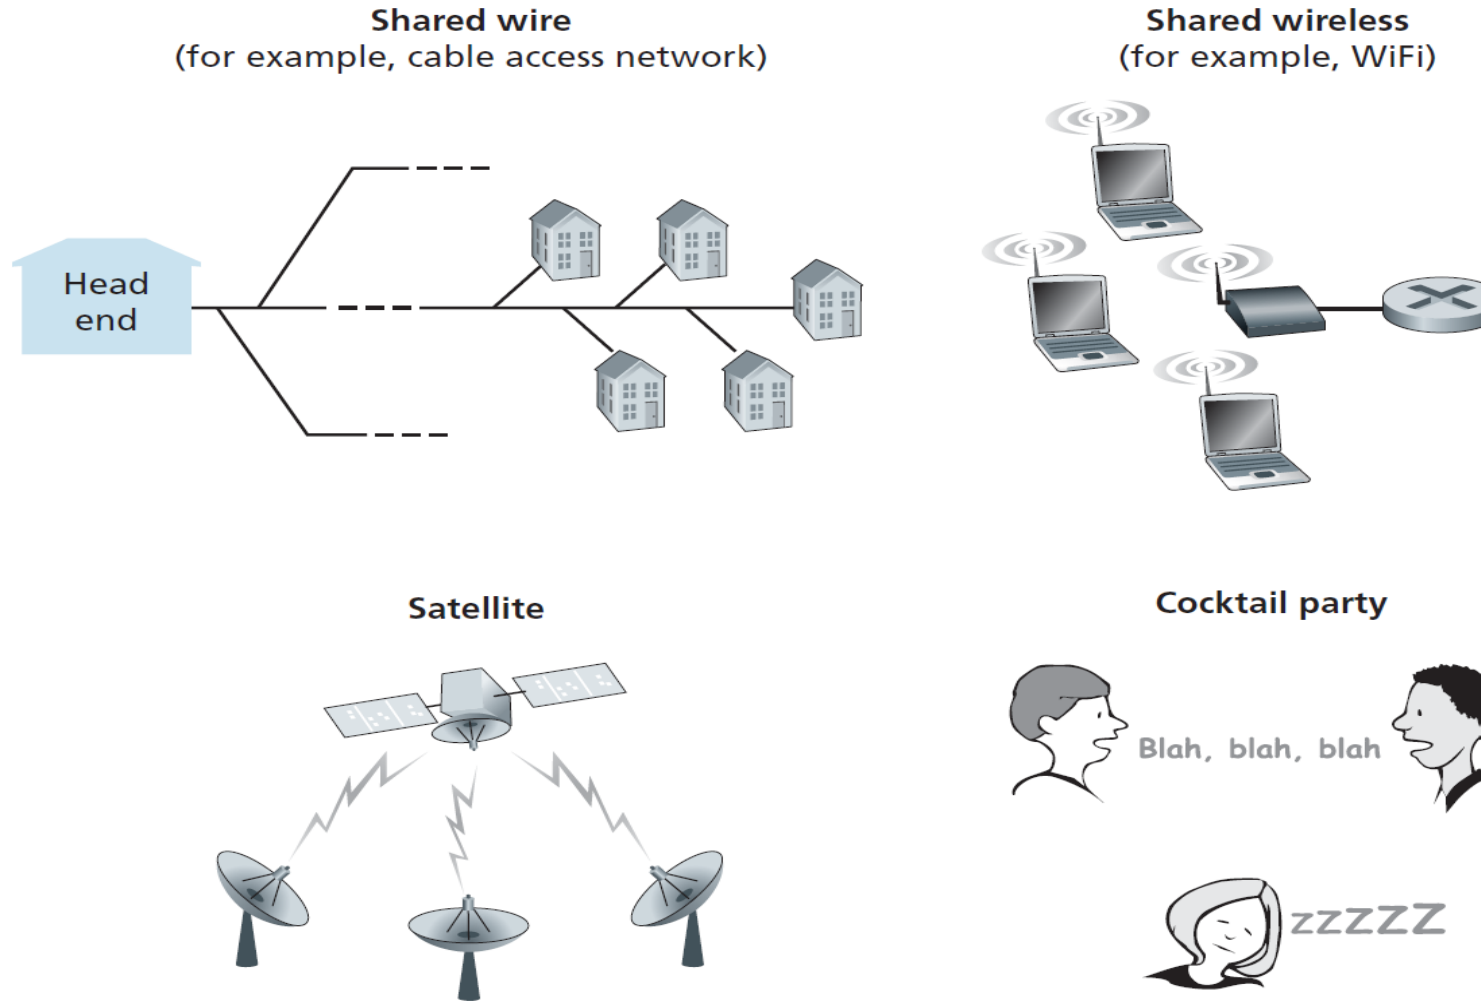 Shared wire
(for example, cable access network)
Shared wireless
(for example, WiFi)
Head
end
Satellite
Cocktail party
Blah, blah, blah
zzzzz